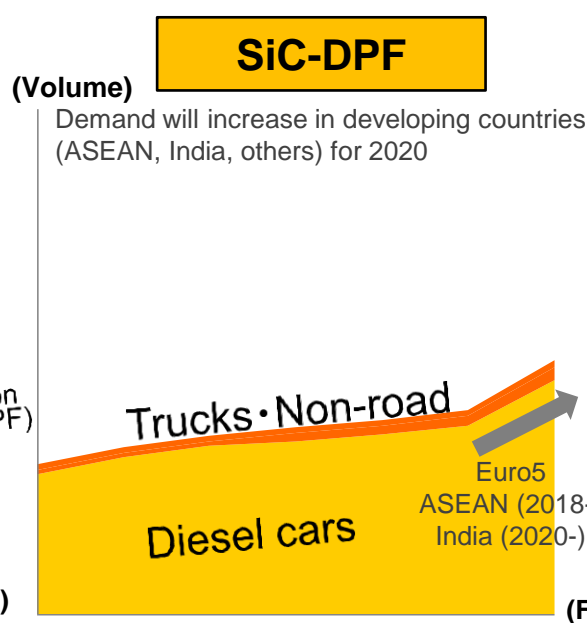 SiC-DPF
(Volume)
Demand will increase in developing countries
(ASEAN, India, others) for 2020
Trucks・Non-road
Euro5
ASEAN (2018-
India (2020-)
Diesel cars